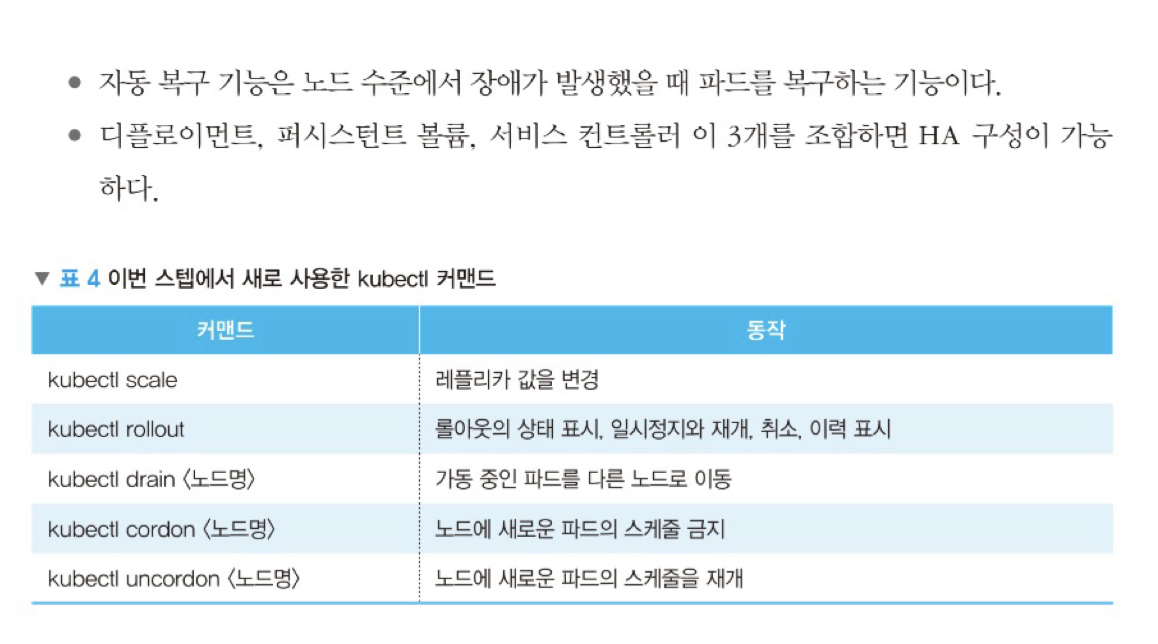 ● 자동 복구 기능은 노드 수준에서 장애가 발생했을 때 파드를 복구하는 기능이다.
● 디플로이먼트, 퍼시스턴트 볼륨, 서비스 컨트롤러 이 3개를 조합하면 HA 구성이 가능
하다.
▼ 표 4 이번 스텝에서 새로 사용한 kubectl 커맨드
커맨드 동작
kubectl scale 레플리카 값을 변경
kubectl rollout 롤아웃의 상태 표시, 일시정지와 재개, 취소, 이력 표시
kubectl drain 〈노드명〉 가동 중인 파드를 다른 노드로 이동
kubectl cordon 〈노드명〉 노드에 새로운 파드의 스케줄 금지
kubectl uncordon 〈노드명〉 노드에 새로운 파드의 스케줄을 재개